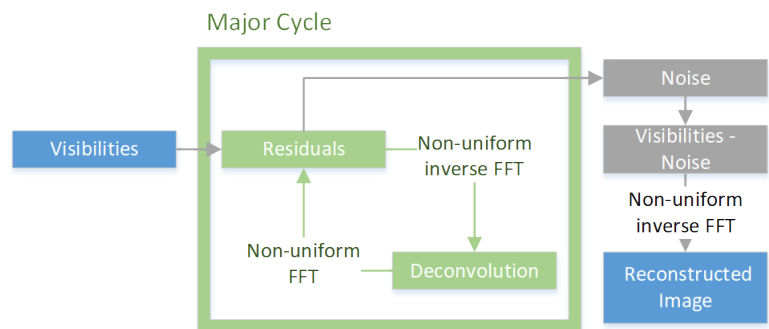 Major Cycle
Visibilities
Residuals
Non-uniform
inverse FFT
Deconvolution
Non-uniform
FFT
Noise
Visibilities -
Noise
Non-uniform
inverse FFT
Reconstructed
Image